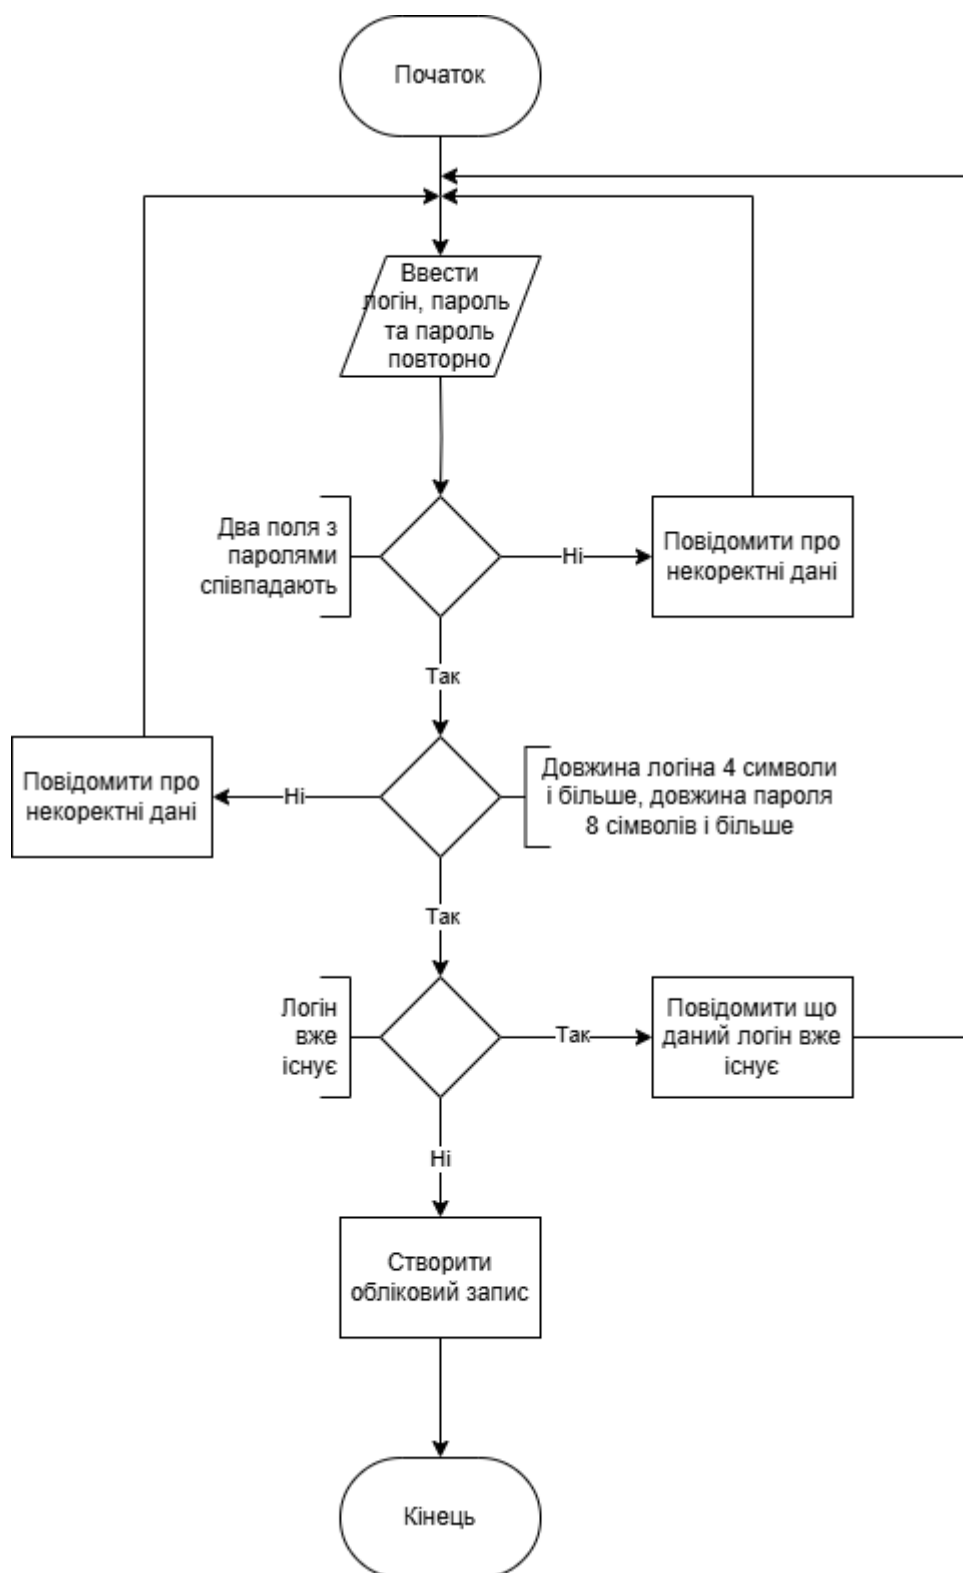 Початок
Ввести
логін, пароль
та пароль
повторно
Два поля з
паролями
співпадають
Ні
Повідомити про
некоректні дані
Так
Повідомити про
некоректні дані
Ні
Довжина логіна 4 символи
і більше, довжина пароля
8 сімволів і більше
Так
Логін
вже
існує
Так
Повідомити що
даний логін вже
існує
Ні
Створити
обліковий запис
Кінець